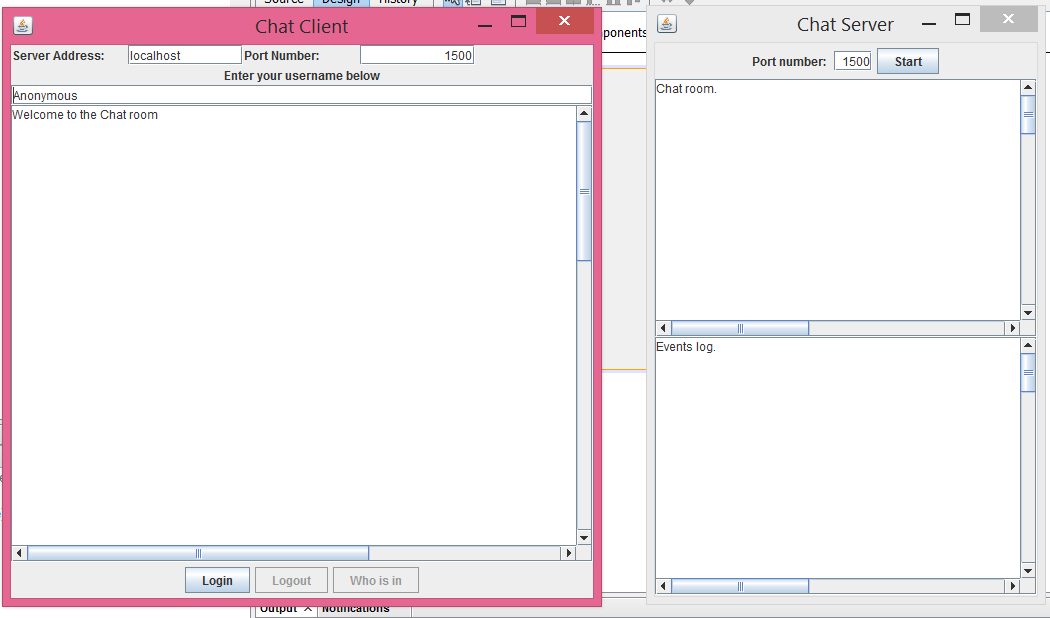 Source Design History
Chat Client
Server Address: localhost Port Number: 1500
Enter your username below
Anonymous
Welcome to the Chat room
Login Logout Who is in
ponents
Chat Server
Port number: 1500 Start
Chat room.
Events log.
Output Notifications